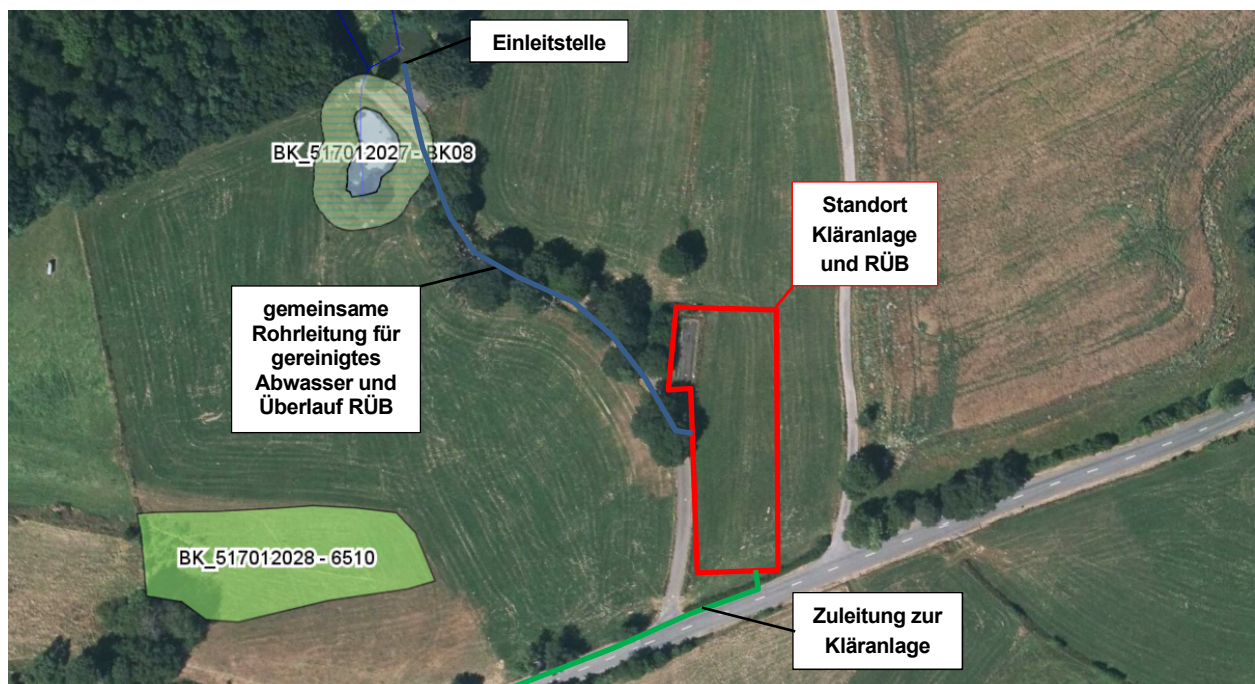 Einleitstelle
BK_517012027 - BK08
Standort
Kläranlage
und RÜB
gemeinsame
Rohrleitung für
gereinigtes
Abwasser und
Überlauf RÜB
BK_517012028 - 6510
Zuleitung zur
Kläranlage